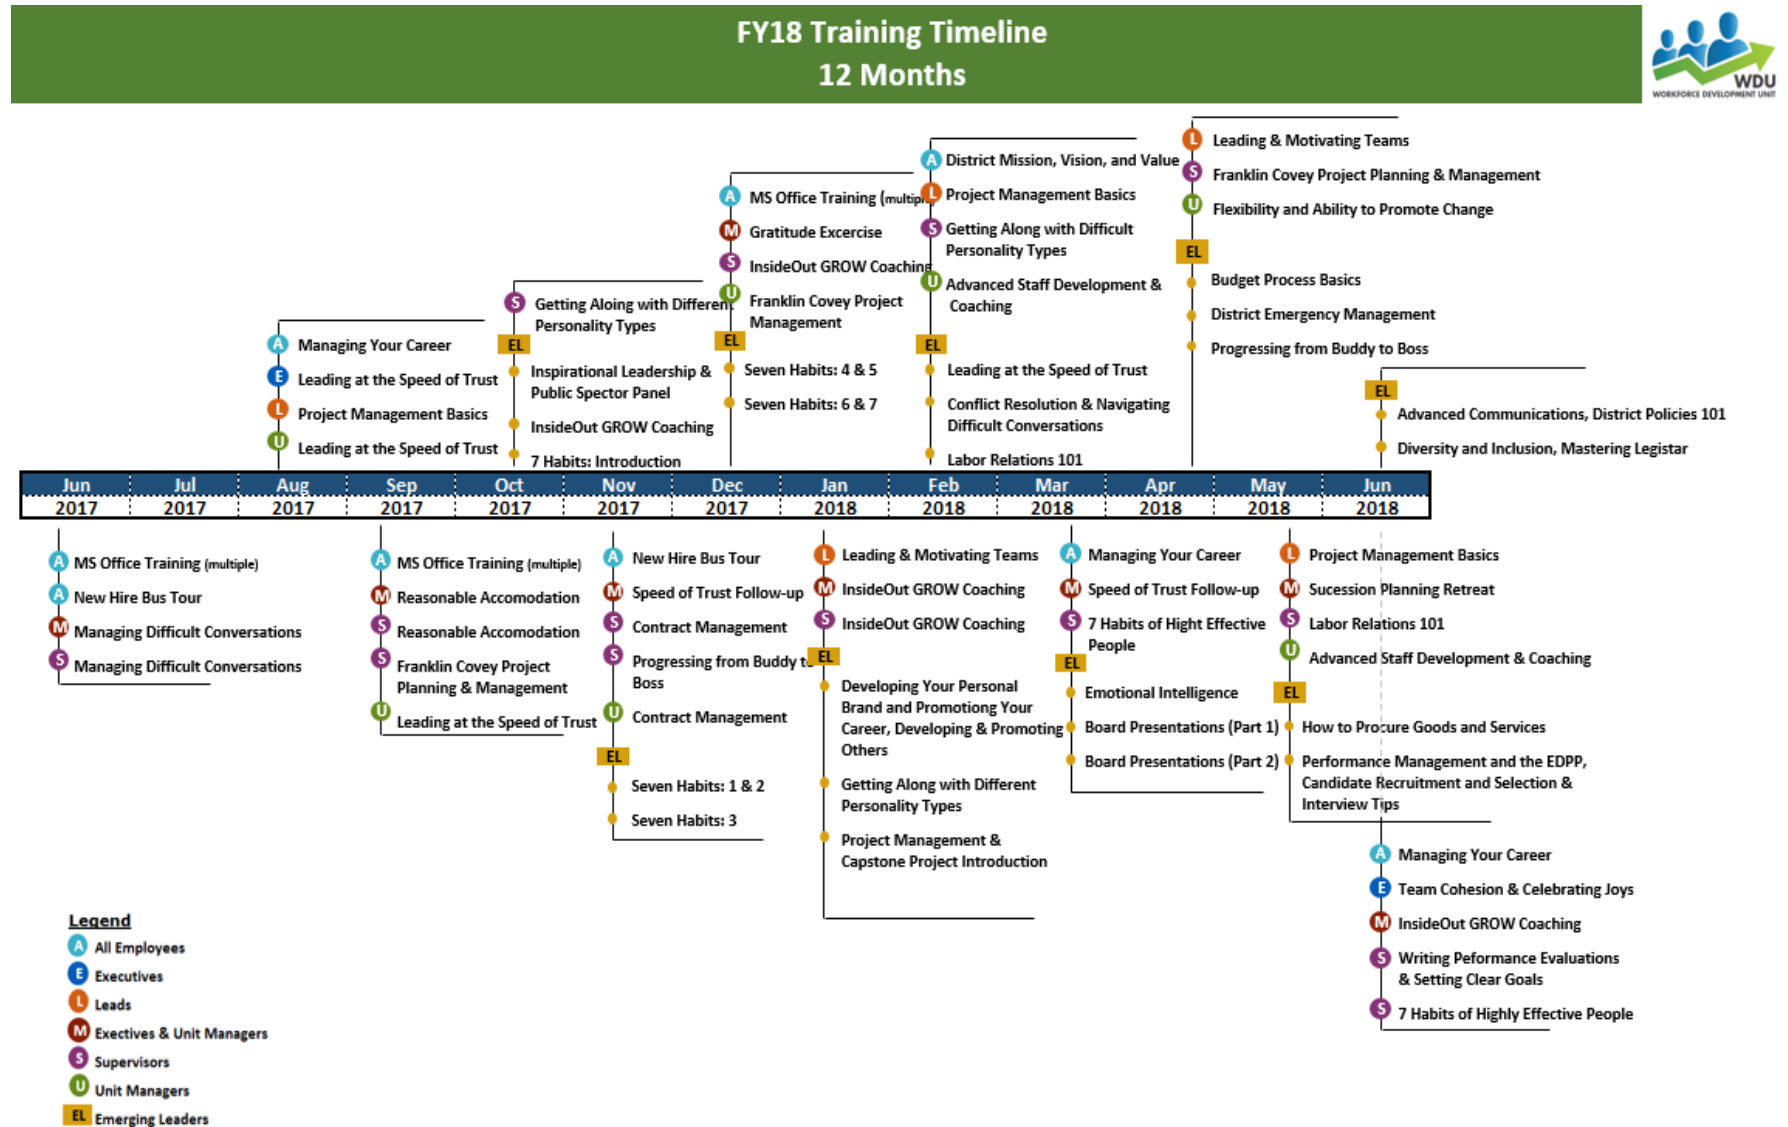 FY18 Training Timeline
12 Months
WDU
WORKFORCE DEVELOPMENT UNIT
A Managing Your Career
E Leading at the Speed of Trust
L Project Management Basics
U Leading at the Speed of Trust
S Getting Aloing with Different
Personality Types
EL
Inspirational Leadership &
Public Spector Panel
InsideOut GROW Coaching
7 Habits: Introduction
A MS Office Training (multiple
M Gratitude Excercise
S InsideOut GROW Coaching
U Franklin Covey Project
Management
EL
Seven Habits: 4 & 5
Seven Habits: 6 & 7
A District Mission, Vision, and Value
L Project Management Basics
S Getting Along with Difficult
Personality Types
U Advanced Staff Development &
Coaching
EL
Leading at the Speed of Trust
Conflict Resolution & Navigating
Difficult Conversations
Labor Relations 101
L Leading & Motivating Teams
S Franklin Covey Project Planning & Management
U Flexibility and Ability to Promote Change
EL
Budget Process Basics
District Emergency Management
Progressing from Buddy to Boss
EL
Advanced Communications, District Policies 101
Diversity and Inclusion, Mastering Legistar
Jun Jul Aug Sep Oct Nov Dec Jan Feb Mar Apr May Jun
2017 2017 2017 2017 2017 2017 2017 2018 2018 2018 2018 2018 2018
A MS Office Training (multiple)
A New Hire Bus Tour
M Managing Difficult Conversations
S Managing Difficult Conversations
A MS Office Training (multiple)
M Reasonable Accomodation
S Reasonable Accomodation
S Franklin Covey Project
Planning & Management
U Leading at the Speed of Trust
A New Hire Bus Tour
M Speed of Trust Follow-up
S Contract Management
S Progressing from Buddy to
Boss
U Contract Management
EL
Seven Habits: 1 & 2
Seven Habits: 3
L Leading & Motivating Teams
M InsideOut GROW Coaching
S InsideOut GROW Coaching
EL
Developing Your Personal
Brand and Promotiong Your
Career, Developing & Promoting
Others
Getting Along with Different
Personality Types
Project Management &
Capstone Project Introduction
A Managing Your Career
M Speed of Trust Follow-up
S 7 Habits of Hight Effective
People
EL
Emotional Intelligence
Board Presentations (Part 1)
Board Presentations (Part 2)
L Project Management Basics
M Sucession Planning Retreat
S Labor Relations 101
U Advanced Staff Development & Coaching
EL
How to Procure Goods and Services
Performance Management and the EDPP,
Candidate Recruitment and Selection &
Interview Tips
A Managing Your Career
E Team Cohesion & Celebrating Joys
M InsideOut GROW Coaching
S Writing Peformance Evaluations
& Setting Clear Goals
S 7 Habits of Highly Effective People
Legend
A All Employees
E Executives
L Leads
M Exectives & Unit Managers
S Supervisors
U Unit Managers
EL Emerging Leaders